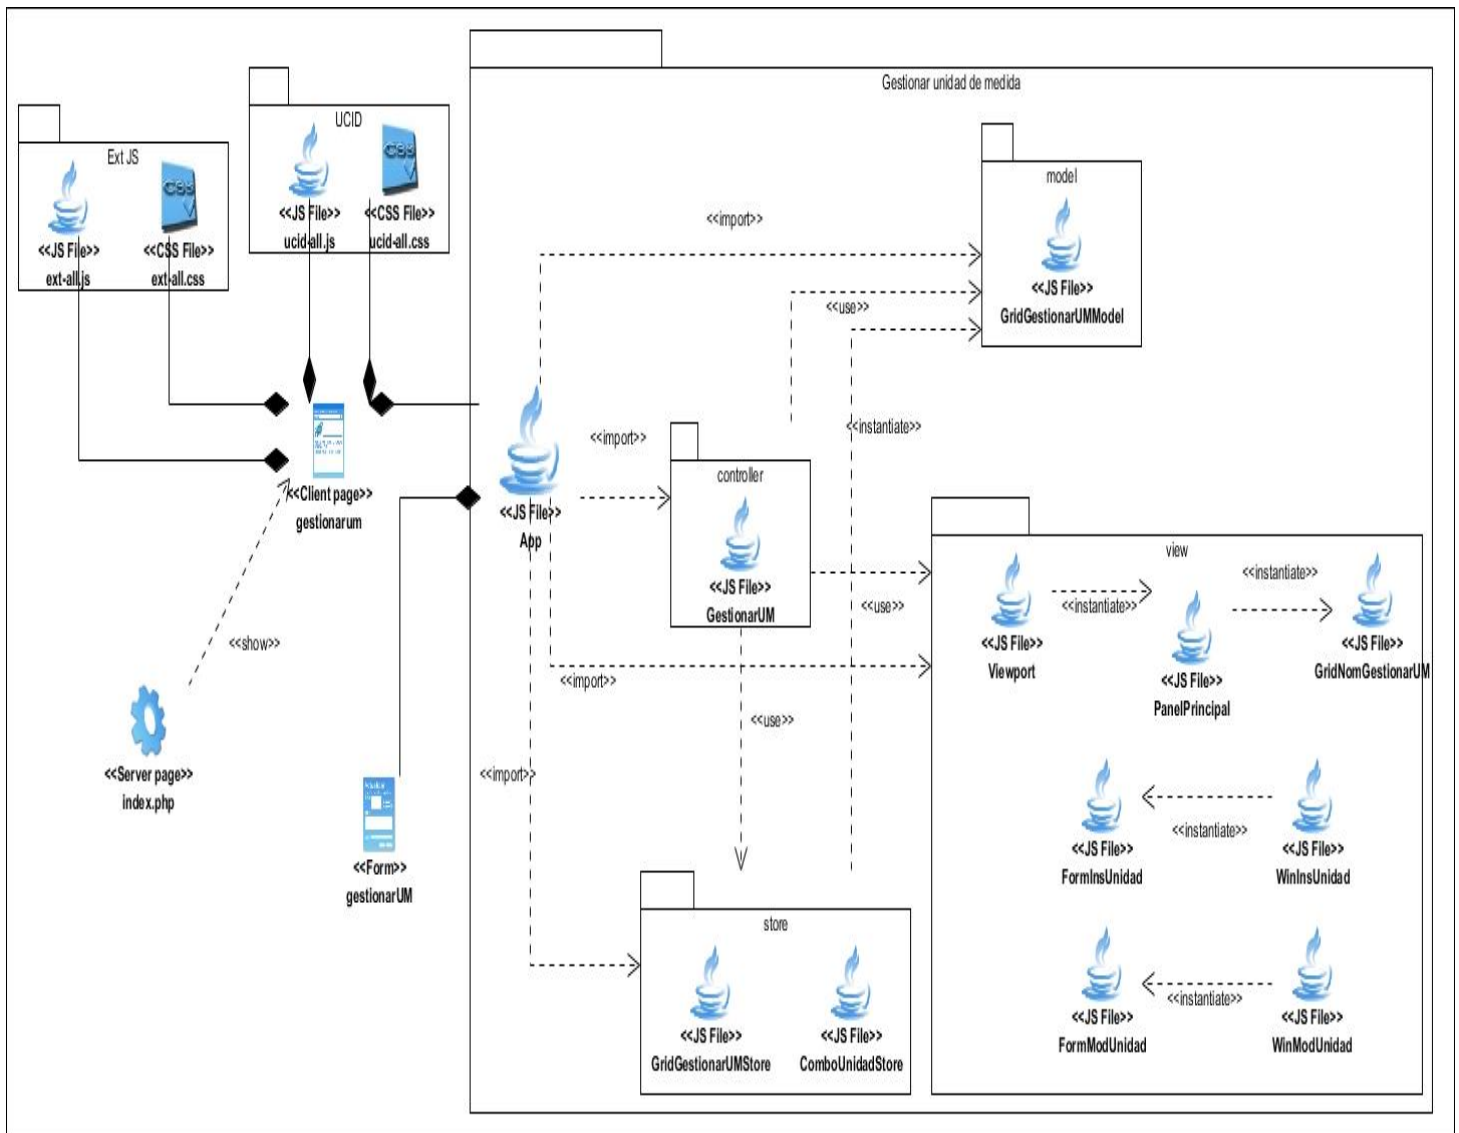 Gestionar unidad de medida
UCID
Ext JS
CSS
CSS
<<JS File>>
ucid-all.js
<<CSS File>>
ucid-all.css
<<JS File>>
ext-all.js
<<CSS File>>
ext-all.css
model
<<JS File>>
GridGestionarUMModel
<<import>>
<<use>>
<<instantiate>>
<<import>>
controller
<<JS File>>
GestionarUM
<<JS File>>
App
<<Client page>>
gestionarum
<<show>>
<<Server page>>
index.php
<<Form>>
gestionarUM
<<use>>
<<import>>
<<use>>
<<import>>
view
<<JS File>>
Viewport
<<instantiate>>
<<JS File>>
PanelPrincipal
<<instantiate>>
<<JS File>>
GridNomGestionarUM
<<JS File>>
FormInsUnidad
<<instantiate>>
<<JS File>>
WinInsUnidad
<<JS File>>
FormModUnidad
<<instantiate>>
<<JS File>>
WinModUnidad
store
<<JS File>>
GridGestionarUMStore
<<JS File>>
ComboUnidadStore